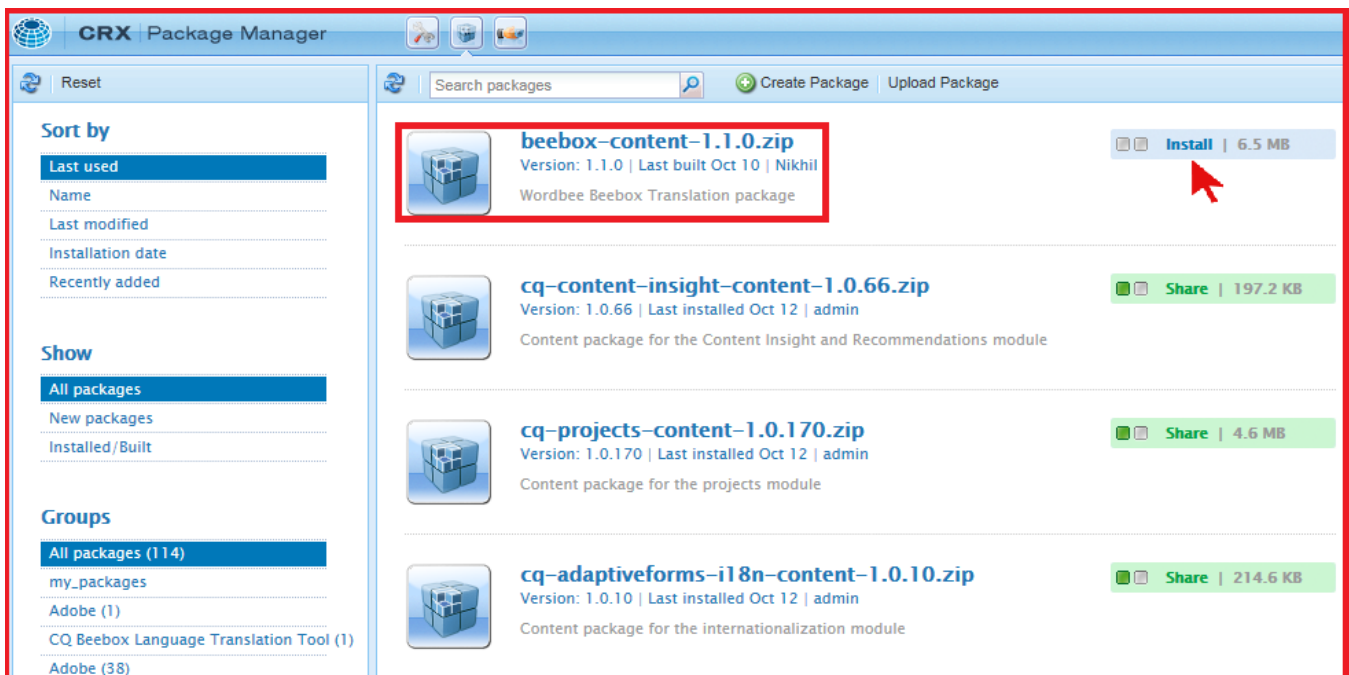 CRX Package Manager
Reset
Sort by
Last used
Name
Last modified
Installation date
Recently added
Show
All packages
New packages
Installed/Built
Groups
All packages (114)
my_packages
Adobe (1)
CQ Beebox Language Translation Tool (1)
Adobe (38)
Search packages
Create Package
Upload Package
beebox-content-1.1.0.zip
Version: 1.1.0 | Last built Oct 10 | Nikhil
Wordbee Beebox Translation package
Install | 6.5 MB
cq-content-insight-content-1.0.66.zip
Version: 1.0.66 | Last installed Oct 12 | admin
Content package for the Content Insight and Recommendations module
Share | 197.2 KB
cq-projects-content-1.0.170.zip
Version: 1.0.170 | Last installed Oct 12 | admin
Content package for the projects module
Share | 4.6 MB
cq-adaptiveforms-i18n-content-1.0.10.zip
Version: 1.0.10 | Last installed Oct 12 | admin
Content package for the internationalization module
Share | 214.6 KB